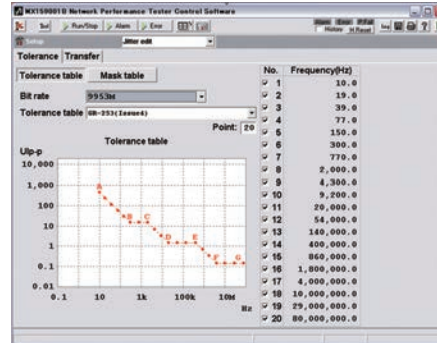 MX159001B Network Performance Tester Control Software
Run/Stop
Alarm
Error
Alarm Error P.Fail
History H.Reset
Setup
Jitter edit
Tolerance Transfer
Tolerance table Mask table
Bit rate 9953M
Tolerance table GR-253(Issue4)
Point: 20
Tolerance table
UIp-p
10,000
1,000
100
10
1
0.1
0.01
A
B C
D E
F G
0.1 10 1k 100k 10M
Hz
No. Frequency(Hz)
1 10.0
2 19.0
3 39.0
4 77.0
5 150.0
6 300.0
7 770.0
8 2,000.0
9 4,300.0
10 9,200.0
11 20,000.0
12 54,000.0
13 140,000.0
14 400,000.0
15 860,000.0
16 1,800,000.0
17 4,000,000.0
18 10,000,000.0
19 29,000,000.0
20 80,000,000.0